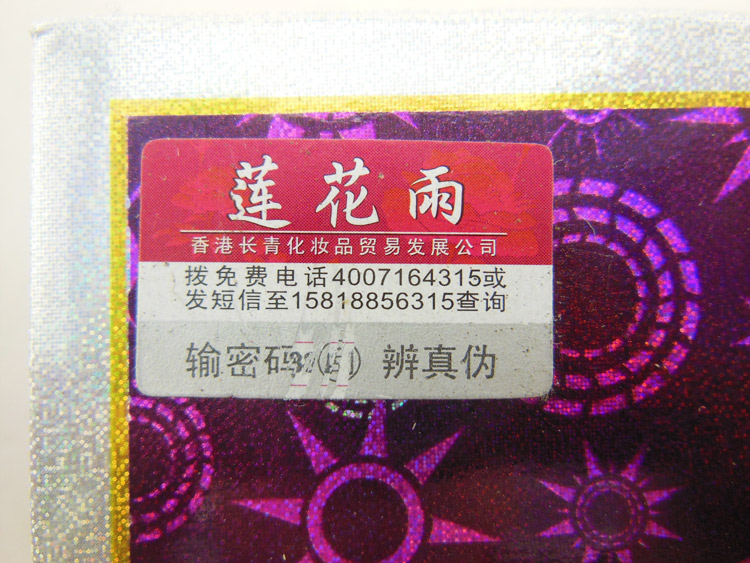 莲花雨
香港长青化妆品贸易发展公司
拨免费电话4007164315或
发短信至15818856315查询
输密码 辨真伪